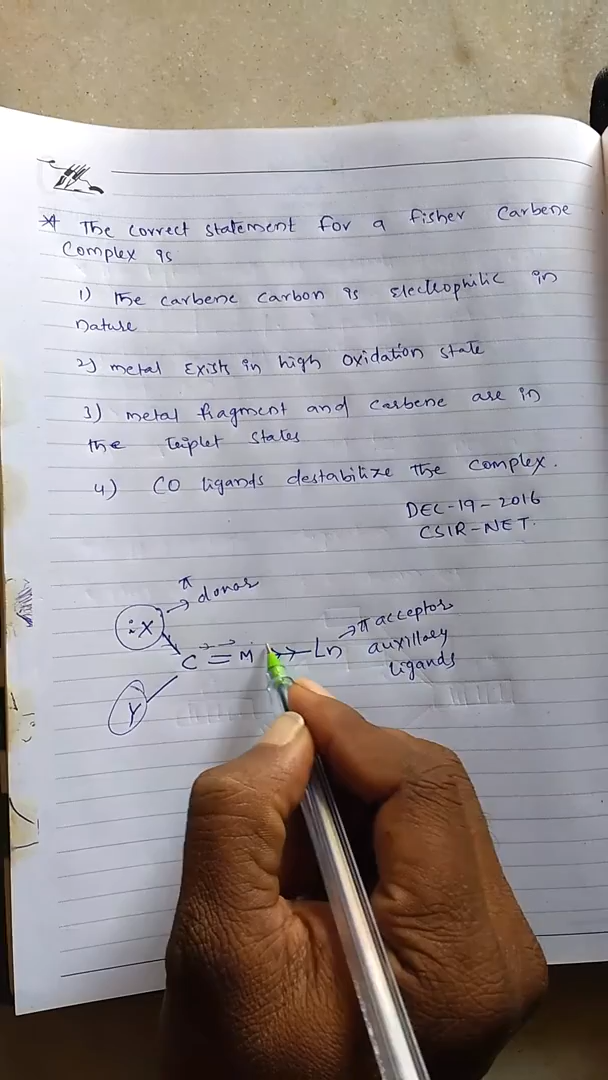 * The correct statement for a fisher carbene
complex is
1) the carbene carbon is electrophilic in
nature
2) metal exists in high oxidation state
3) metal fragment and carbene are in
the triplet states
4) CO ligands destabilize the complex.
DEC-19-2016
CSIR-NET.
π
donor
:X
π acceptor
C = M
Ln
auxillary
ligands
Y